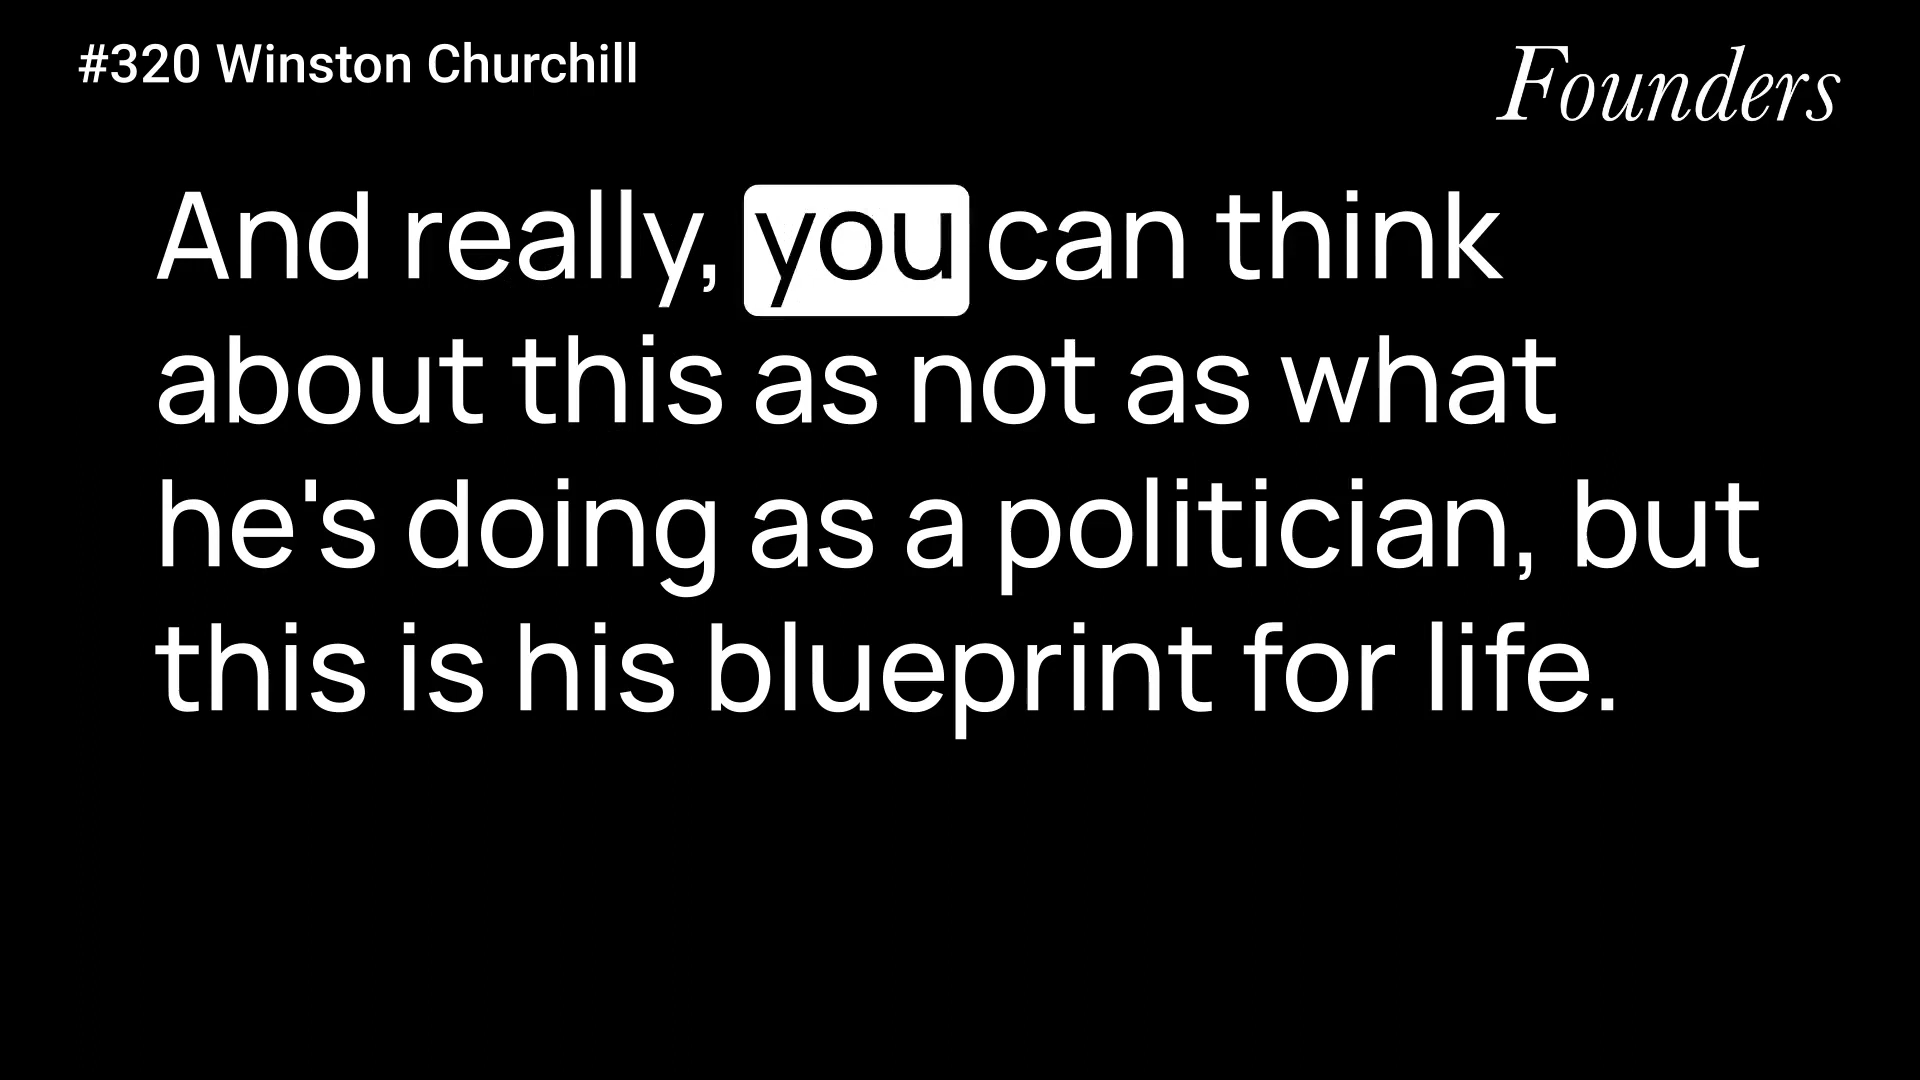 #320 Winston Churchill
Founders
And really, you can think
about this as not as what
he's doing as a politician, but
this is his blueprint for life.